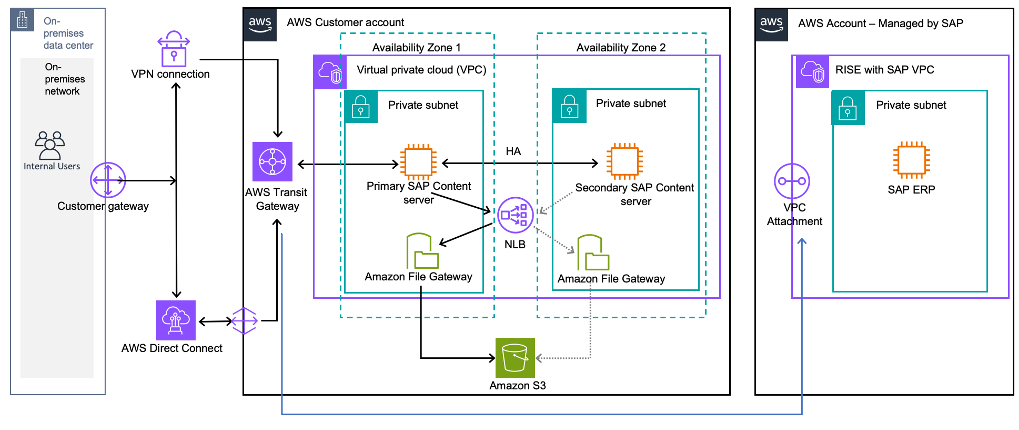 On-
premises
data center
On-
premises
network
Internal Users
Customer gateway
VPN connection
AWS Direct Connect
aws
AWS Customer account
Availability Zone 1
Availability Zone 2
Virtual private cloud (VPC)
Private subnet
Private subnet
HA
AWS Transit
Gateway
Primary SAP Content
server
Secondary SAP Content
server
NLB
Amazon File Gateway
Amazon File Gateway
Amazon S3
aws
AWS Account – Managed by SAP
RISE with SAP VPC
Private subnet
SAP ERP
VPC
Attachment